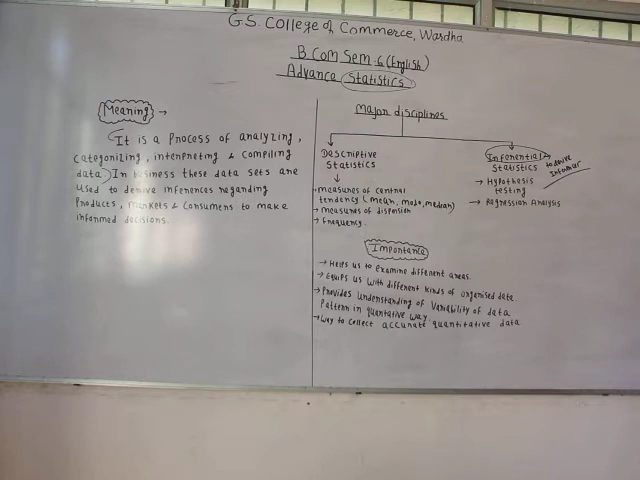 G.S. College of Commerce, Wardha
B.Com Sem-6 (English)
Advance Statistics
Meaning →
It is a Process of analyzing,
categorizing, interpreting & compiling
data. In business these data sets are
used to derive inferences regarding
Products, markets & Consumers to make
informed decisions.
Major disciplines
Descriptive
Statistics
→ measures of central
tendency (mean, mode, median)
→ measures of dispersion
→ Frequency.
Inferential
Statistics
to derive
→ Hypothesis
testing
→ Regression Analysis
Importance
→ Helps us to examine different areas.
→ Equips us with different kinds of organised data.
→ Provides understanding of Variability of data
Pattern in quantative way.
→ Way to collect accurate quantitative data